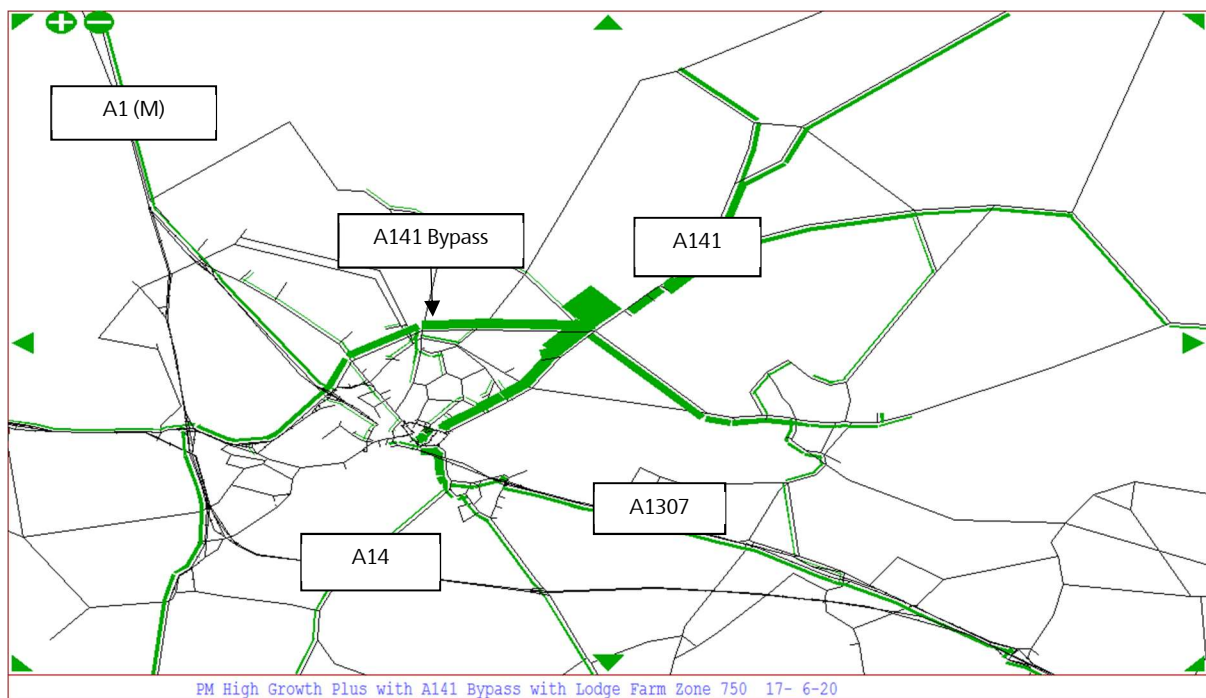 A1 (M)
A141 Bypass
A141
A1307
A14
PM High Growth Plus with A141 Bypass with Lodge Farm Zone 750 17- 6-20